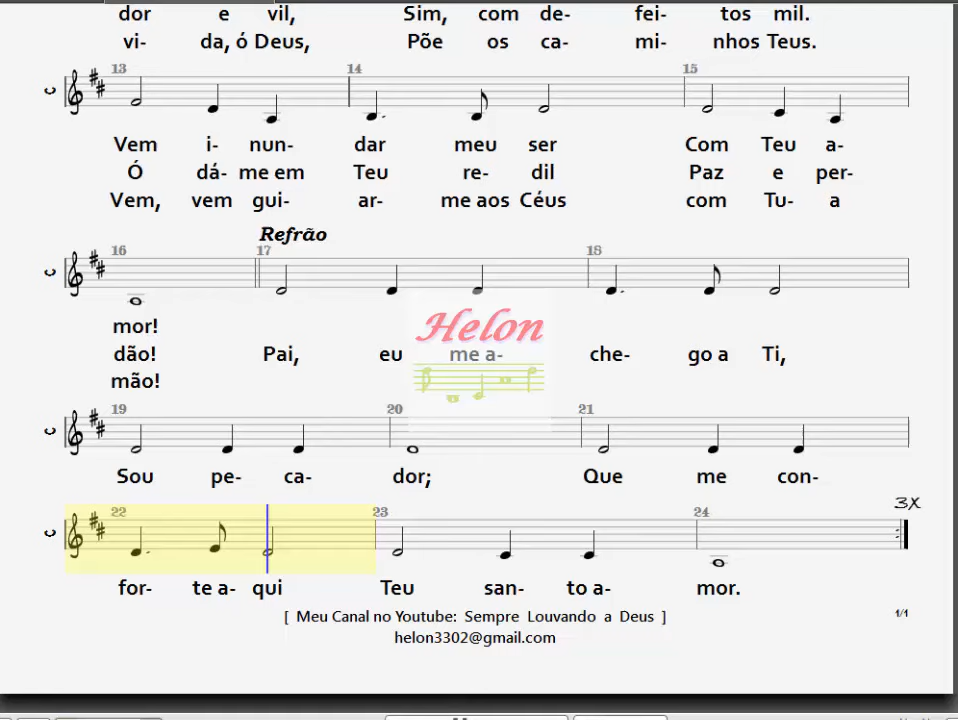 dor e vil, Sim, com de- fei- tos mil.
vi- da, ó Deus, Põe os ca- mi- nhos Teus.
13 14 15
Vem i- nun- dar meu ser Com Teu a-
Ó dá- me em Teu re- dil Paz e per-
Vem, vem gui- ar- me aos Céus com Tu- a
Refrão
16 17 18
mor!
dão! Pai, eu me a- che- go a Ti,
mão!
Helon
19 20 21
Sou pe- ca- dor; Que me con-
3X
22 23 24
for- te a- qui Teu san- to a- mor.
[ Meu Canal no Youtube: Sempre Louvando a Deus ] 1/1
helon3302@gmail.com